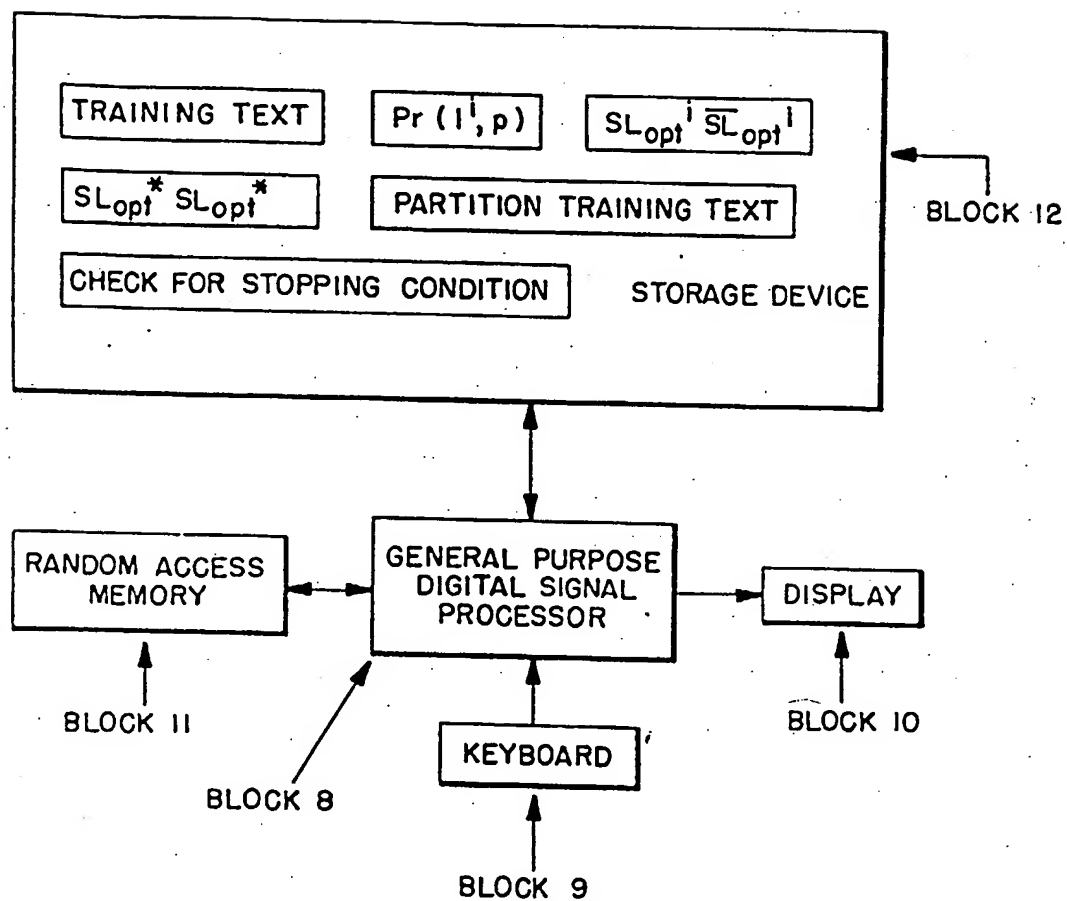 TRAINING TEXT
Pr (l^i, p)
SL_opt^i S̅L̅_opt^i
SL_opt^* SL_opt^*
PARTITION TRAINING TEXT
CHECK FOR STOPPING CONDITION
STORAGE DEVICE
BLOCK 12
RANDOM ACCESS
MEMORY
GENERAL PURPOSE
DIGITAL SIGNAL
PROCESSOR
DISPLAY
BLOCK 11
BLOCK 10
KEYBOARD
BLOCK 8
BLOCK 9